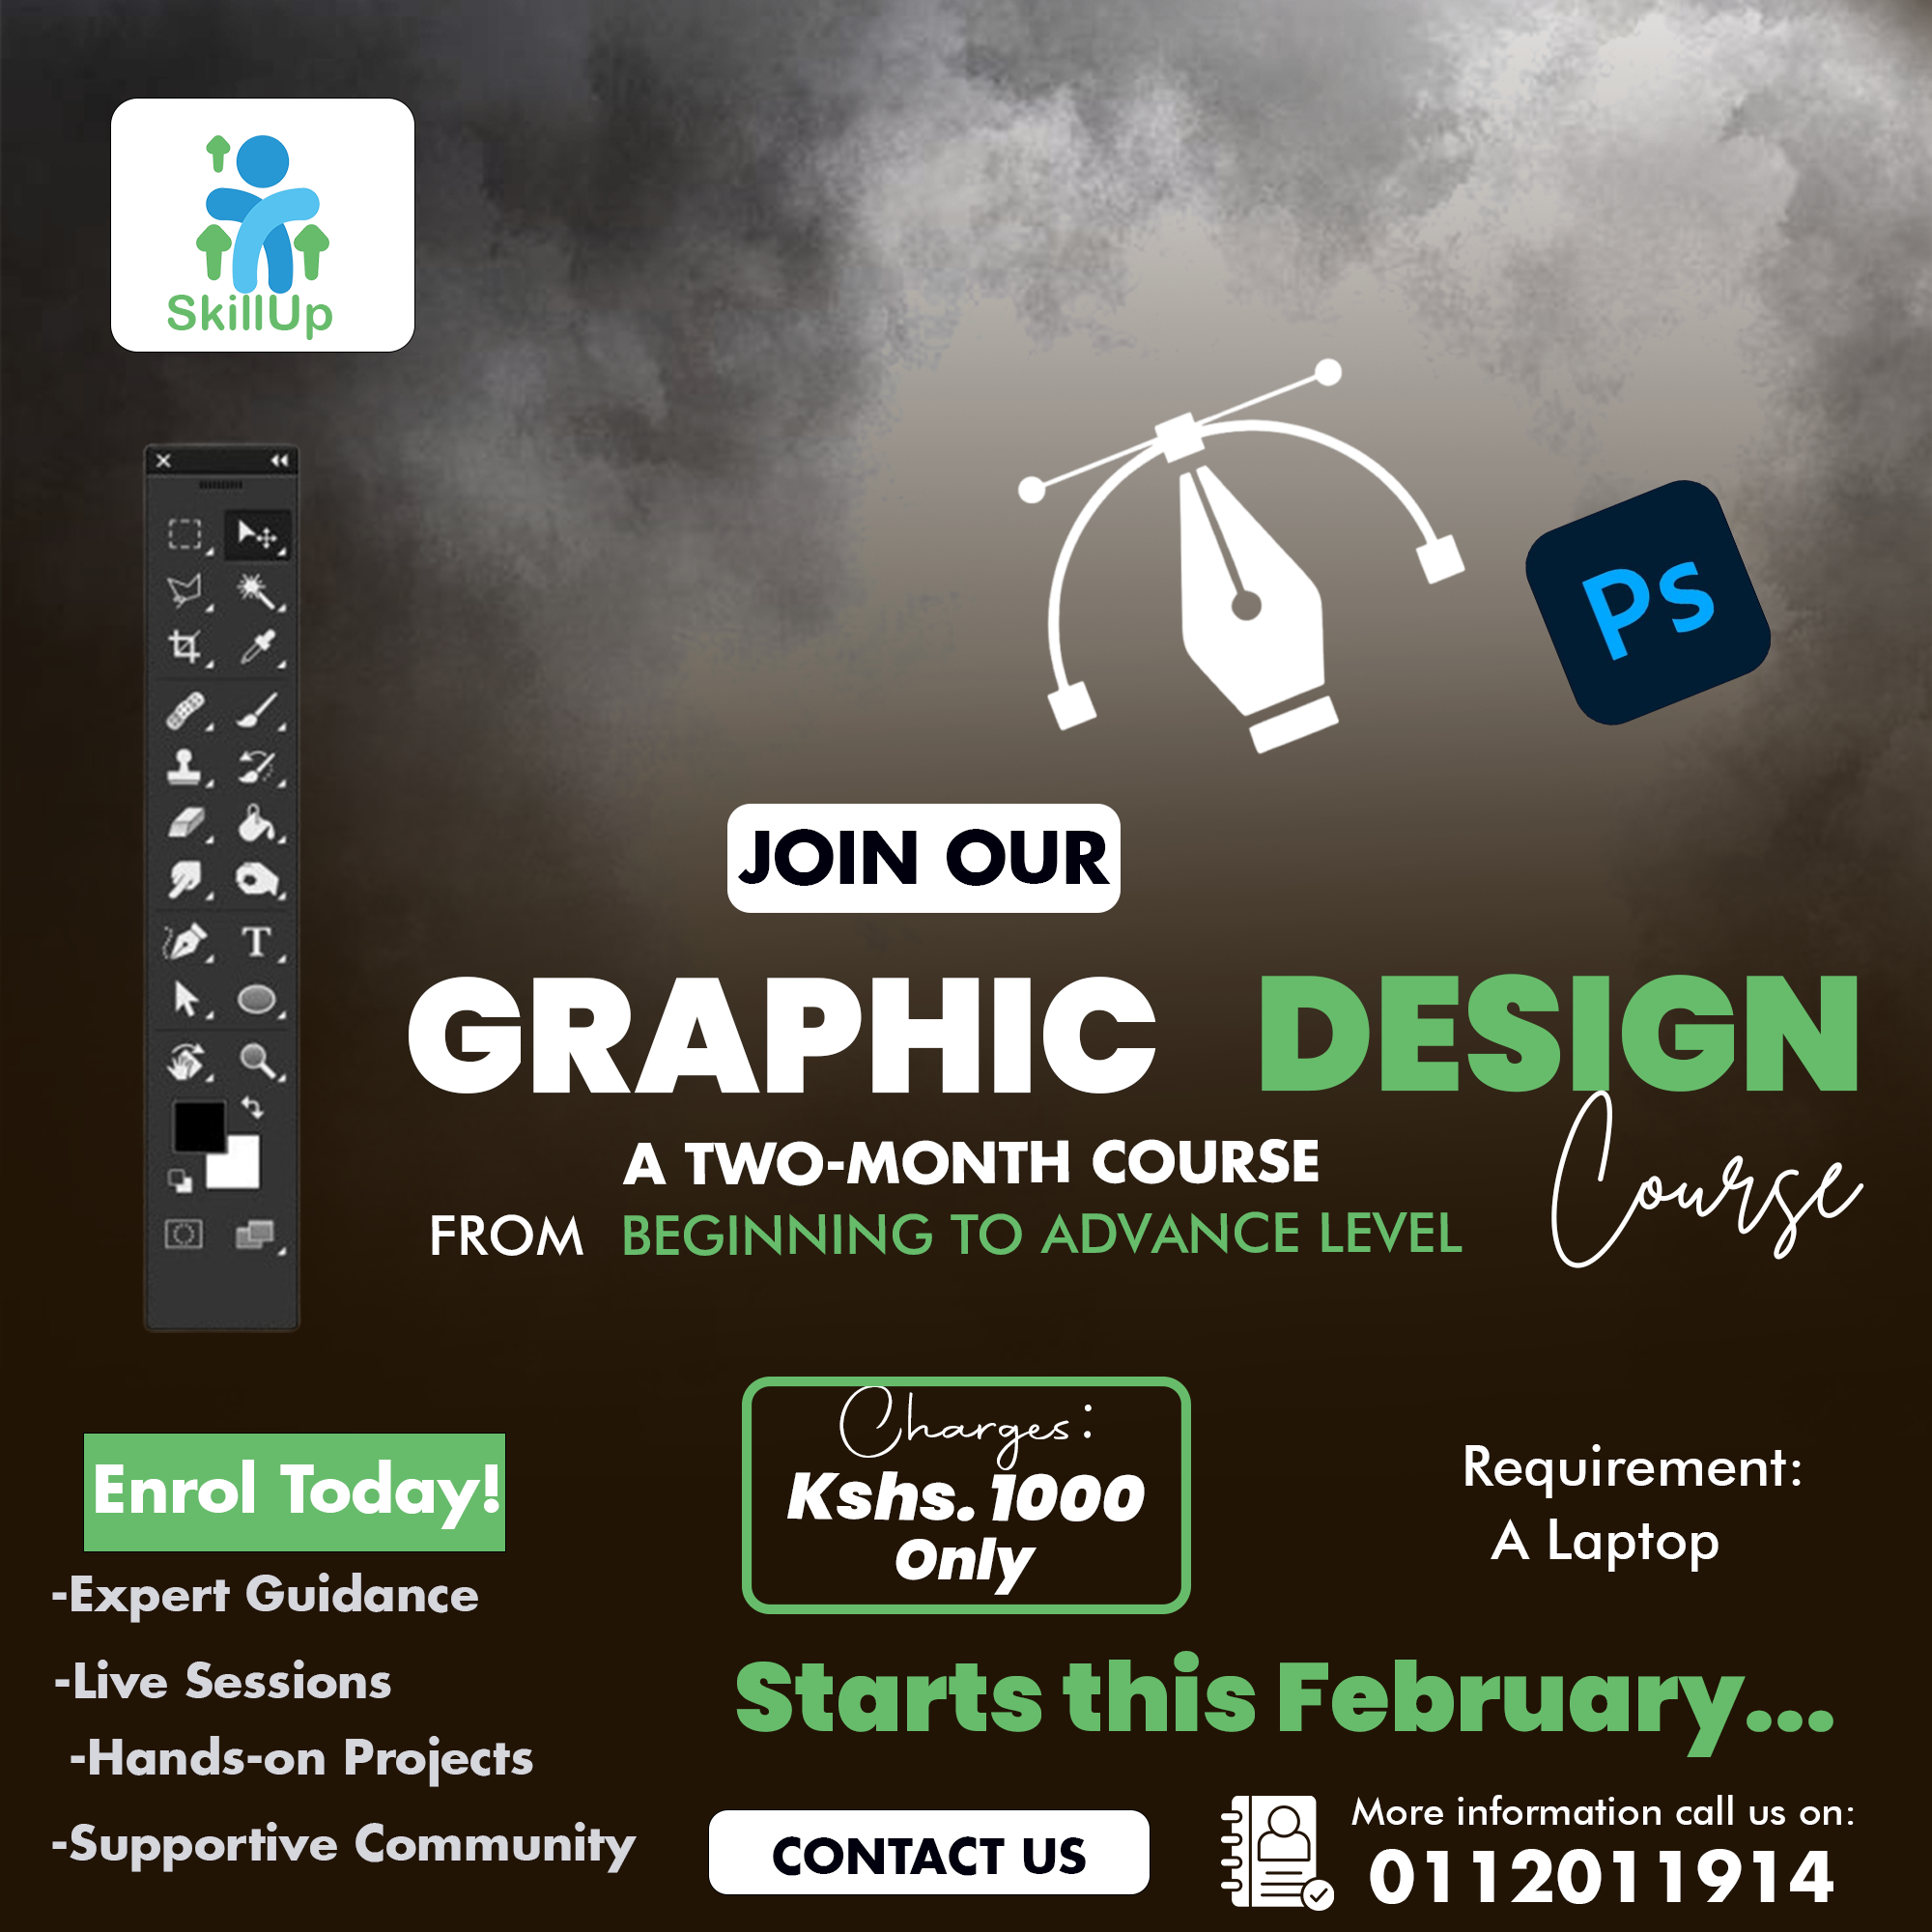 SkillUp
Ps
JOIN OUR
GRAPHIC DESIGN
Course
A TWO-MONTH COURSE
FROM BEGINNING TO ADVANCE LEVEL
Enrol Today!
-Expert Guidance
-Live Sessions
-Hands-on Projects
-Supportive Community
Charges:
Kshs. 1000
Only
Requirement:
A Laptop
Starts this February...
CONTACT US
More information call us on:
0112011914